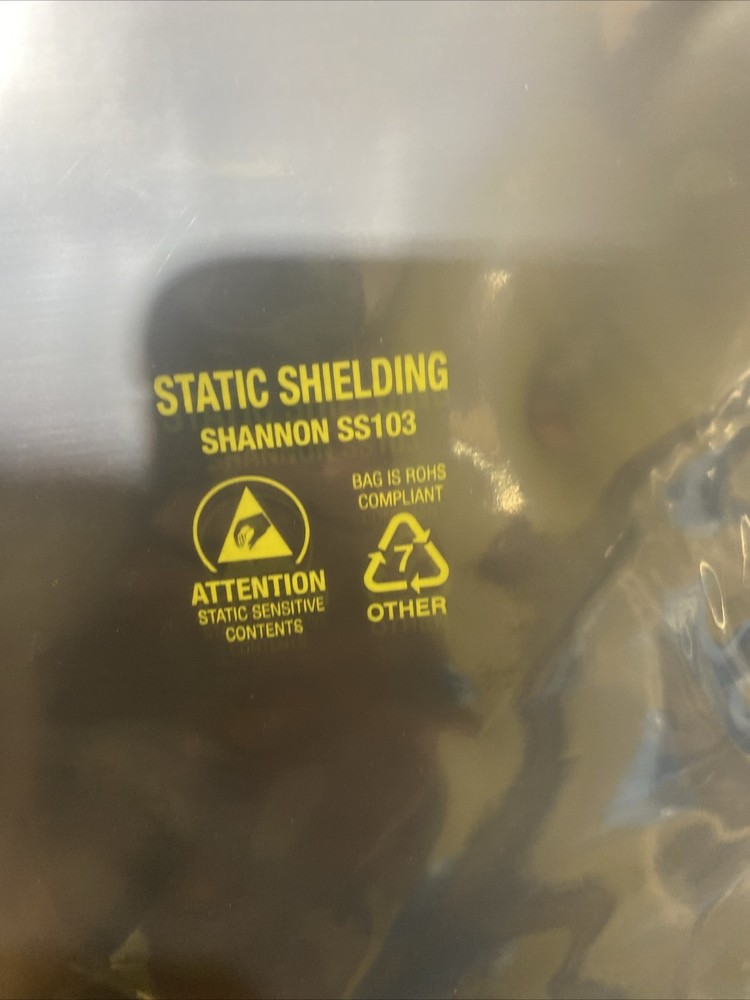 STATIC SHIELDING
SHANNON SS103
BAG IS ROHS
COMPLIANT
7
OTHER
ATTENTION
STATIC SENSITIVE
CONTENTS